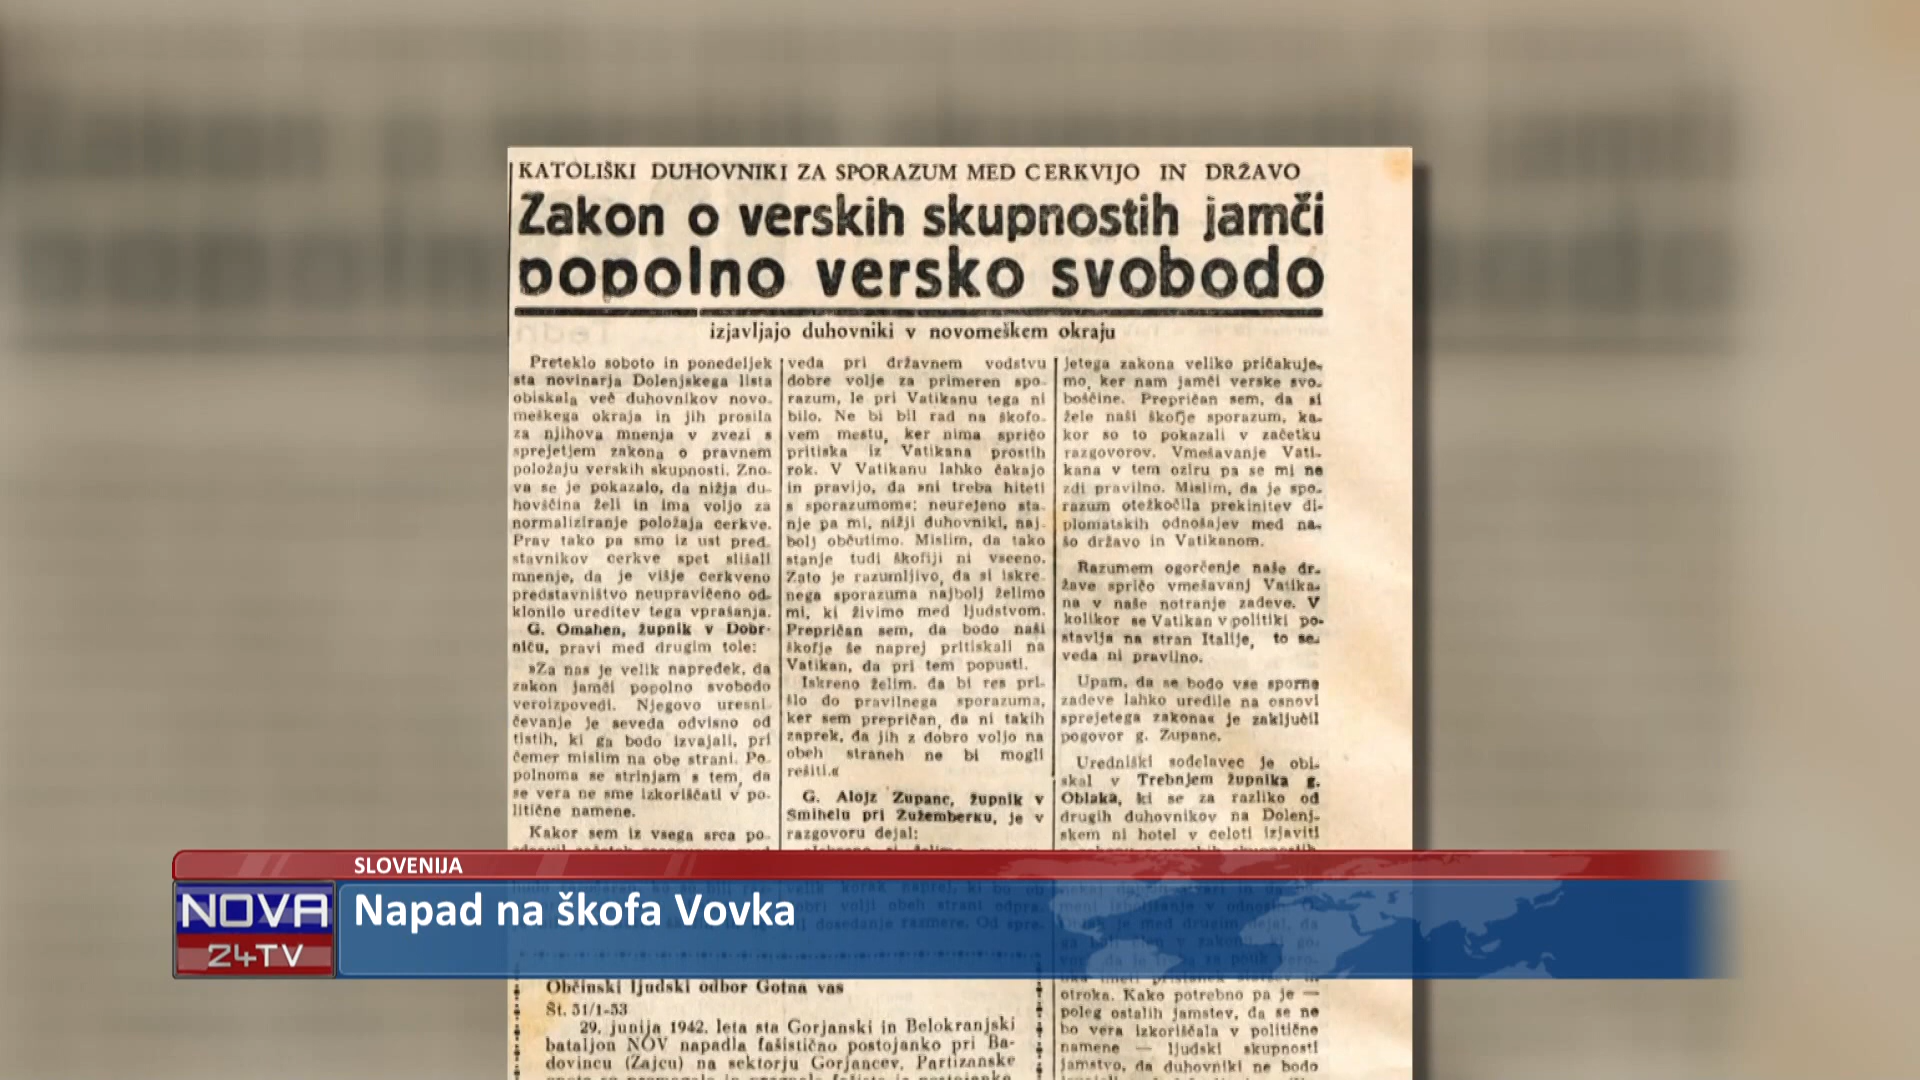 KATOLIŠKI DUHOVNIKI ZA SPORAZUM MED CERKVIJO IN DRŽAVO
Zakon o verskih skupnostih jamči
popolno versko svobodo
izjavljajo duhovniki v novomeškem okraju
Preteklo soboto in ponedeljek
sta novinarja Dolenjskega lista
obiskala več duhovnikov novo-
meškega okraja in jih prosila
za njihova mnenja v zvezi s
sprejetjem zakona o pravnem
položaju verskih skupnosti. Zno-
va se je pokazalo, da nižja du-
hovščina želi in ima voljo za
normaliziranje položaja cerkve.
Prav tako pa smo iz ust pred-
stavnikov cerkve spet slišali
mnenje, da je višje cerkveno
predstavništvo neupravičeno od-
klonilo ureditev tega vprašanja.
G. Omahen, župnik v Dobr-
niču, pravi med drugim tole:
»Za nas je velik napredek, da
zakon jamči popolno svobodo
veroizpovedi. Njegovo uresni-
čevanje je seveda odvisno od
tistih, ki ga bodo izvajali, pri
čemer mislim na obe strani. Po-
polnoma se strinjam s tem, da
se vera ne sme izkoriščati v po-
litične namene.
Kakor sem iz vsega srca po-
veda pri državnem vodstvu
dobre volje za primeren spo-
razum, le pri Vatikanu tega ni
bilo. Ne bi bil rad na škofo-
vem mestu, ker nima spričo
pritiska iz Vatikana prostih
rok. V Vatikanu lahko čakajo
in pravijo, da »ni treba hiteti
s sporazumom«; neurejeno sta-
nje pa mi, nižji duhovniki, naj-
bolj občutimo. Mislim, da tako
stanje tudi škofiji ni vseeno.
Zato je razumljivo, da si iskre-
nega sporazuma najbolj želimo
mi, ki živimo med ljudstvom.
Prepričan sem, da bodo naši
škofje še naprej pritiskali na
Vatikan, da pri tem popusti.
Iskreno želim, da bi res pri-
šlo do pravilnega sporazuma,
ker sem prepričan, da ni takih
zaprek, da jih z dobro voljo na
obeh straneh ne bi mogli
rešiti.«
G. Alojz Zupanc, župnik v
Šmihelu pri Žužemberku, je v
razgovoru dejal:
jetega zakona veliko pričakuje-
mo, ker nam jamči verske svo-
boščine. Prepričan sem, da si
žele naši škofje sporazum, ka-
kor so to pokazali v začetku
razgovorov. Vmešavanje Vati-
kana v tem oziru pa se mi ne
zdi pravilno. Mislim, da je spo-
razum otežkočila prekinitev di-
plomatskih odnošajev med na-
šo državo in Vatikanom.
Razumem ogorčenje naše dr-
žave spričo vmešavanj Vatika-
na v naše notranje zadeve. V
kolikor se Vatikan v politiki po-
stavlja na stran Italije, to se-
veda ni pravilno.
Upam, da se bodo vse sporne
zadeve lahko uredile na osnovi
sprejetega zakona« je zaključil
pogovor g. Zupanc.
Uredniški sodelavec je obi-
skal v Trebnjem župnika g.
Oblaka, ki se za razliko od
drugih duhovnikov na Dolenj-
skem ni hotel v celoti izjaviti
SLOVENIJA
NOVA
24TV
Napad na škofa Vovka
Občinski ljudski odbor Gotna vas
Št. 51/1-53
29. junija 1942. leta sta Gorjanski in Belokranjski
bataljon NOV napadla fašistično postojanko pri Ba-
dovincu (Zajcu) na sektorju Gorjancev. Partizanske
otroka. Kako potrebno pa je —
poleg ostalih jamstev, da se ne
bo vera izkoriščala v politične
namene — ljudski skupnosti
jamstvo, da duhovniki ne bodo